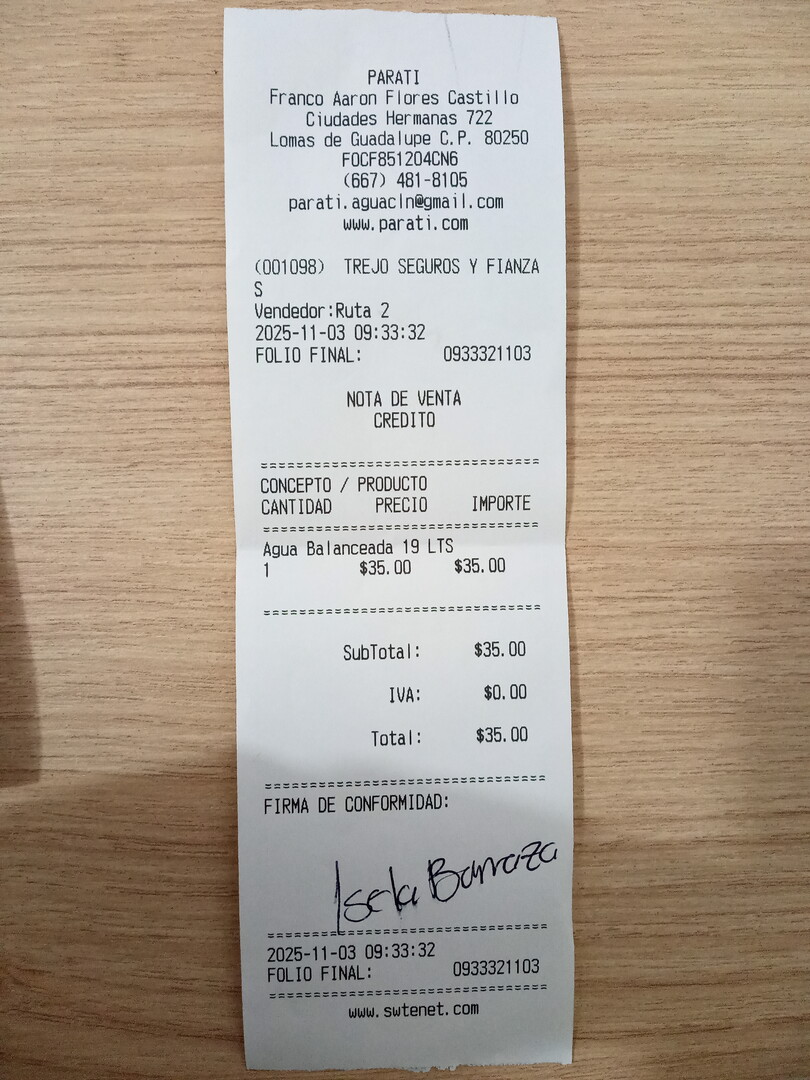 PARATI
Franco Aaron Flores Castillo
Ciudades Hermanas 722
Lomas de Guadalupe C.P. 80250
FOCF851204CN6
(667) 481-8105
parati.aguacln@gmail.com
www.parati.com
(001098) TREJO SEGUROS Y FIANZA
S
Vendedor:Ruta 2
2025-11-03 09:33:32
FOLIO FINAL: 0933321103
NOTA DE VENTA
CREDITO
================================
CONCEPTO / PRODUCTO
CANTIDAD PRECIO IMPORTE
================================
Agua Balanceada 19 LTS
1 $35.00 $35.00
================================
SubTotal: $35.00
IVA: $0.00
Total: $35.00
================================
FIRMA DE CONFORMIDAD:
Isela Barraza
================================
2025-11-03 09:33:32
FOLIO FINAL: 0933321103
================================
www.swtenet.com